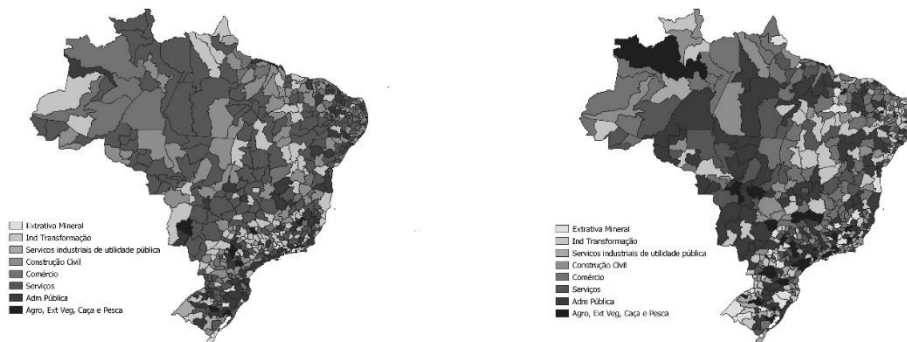 Extrativa Mineral
Ind Transformação
Servicos industriais de utilidade pública
Construção Civil
Comércio
Serviços
Adm Pública
Agro, Ext Veg, Caça e Pesca
Extrativa Mineral
Ind Transformação
Serviços industriais de utilidade pública
Construção Civil
Comércio
Serviços
Adm Pública
Agro, Ext Veg, Caça e Pesca